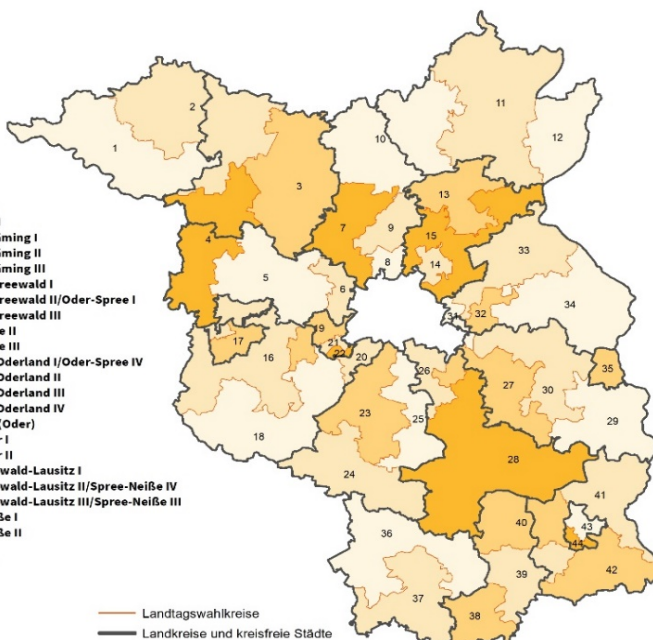 I
ming I
ming II
ming III
reewald I
reewald II/Oder-Spree I
reewald III
e II
e III
Oderland I/Oder-Spree IV
Oderland II
Oderland III
Oderland IV
(Oder)
r I
r II
wald-Lausitz I
wald-Lausitz II/Spree-Neiße IV
wald-Lausitz III/Spree-Neiße III
ße I
ße II
1
2
3
4
5
6
7
8
9
10
11
12
13
14
15
16
17
18
19
20
21
22
23
24
25
26
27
28
29
30
31
32
33
34
35
36
37
38
39
40
41
42
43
44
Landtagswahlkreise
Landkreise und kreisfreie Städte